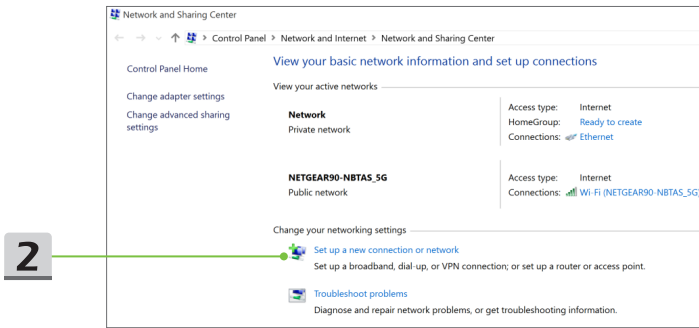 Network and Sharing Center
Control Panel > Network and Internet > Network and Sharing Center
Control Panel Home
Change adapter settings
Change advanced sharing
settings
View your basic network information and set up connections
View your active networks
Network
Private network
Access type: Internet
HomeGroup: Ready to create
Connections: Ethernet
NETGEAR90-NBTAS_5G
Public network
Access type: Internet
Connections: Wi-Fi (NETGEAR90-NBTAS_5G)
Change your networking settings
2
Set up a new connection or network
Set up a broadband, dial-up, or VPN connection; or set up a router or access point.
Troubleshoot problems
Diagnose and repair network problems, or get troubleshooting information.